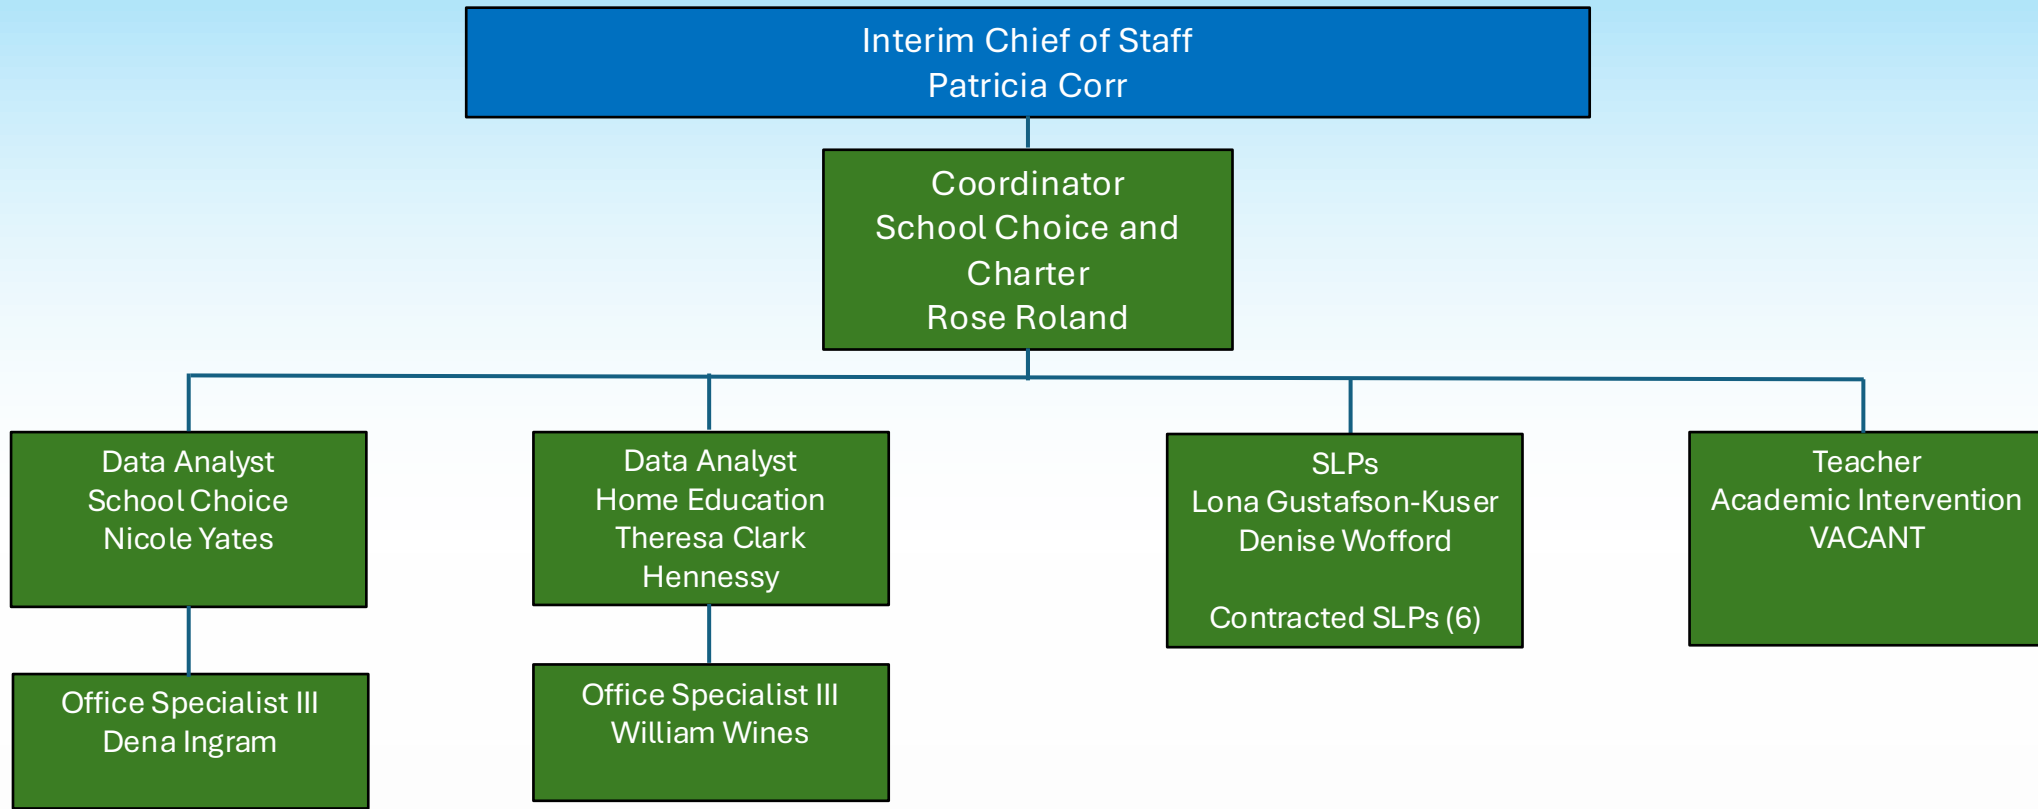 Interim Chief of Staff
Patricia Corr
Coordinator
School Choice and
Charter
Rose Roland
Data Analyst
School Choice
Nicole Yates
Data Analyst
Home Education
Theresa Clark
Hennessy
SLPs
Lona Gustafson-Kuser
Denise Wofford
Contracted SLPs (6)
Teacher
Academic Intervention
VACANT
Office Specialist III
Dena Ingram
Office Specialist III
William Wines